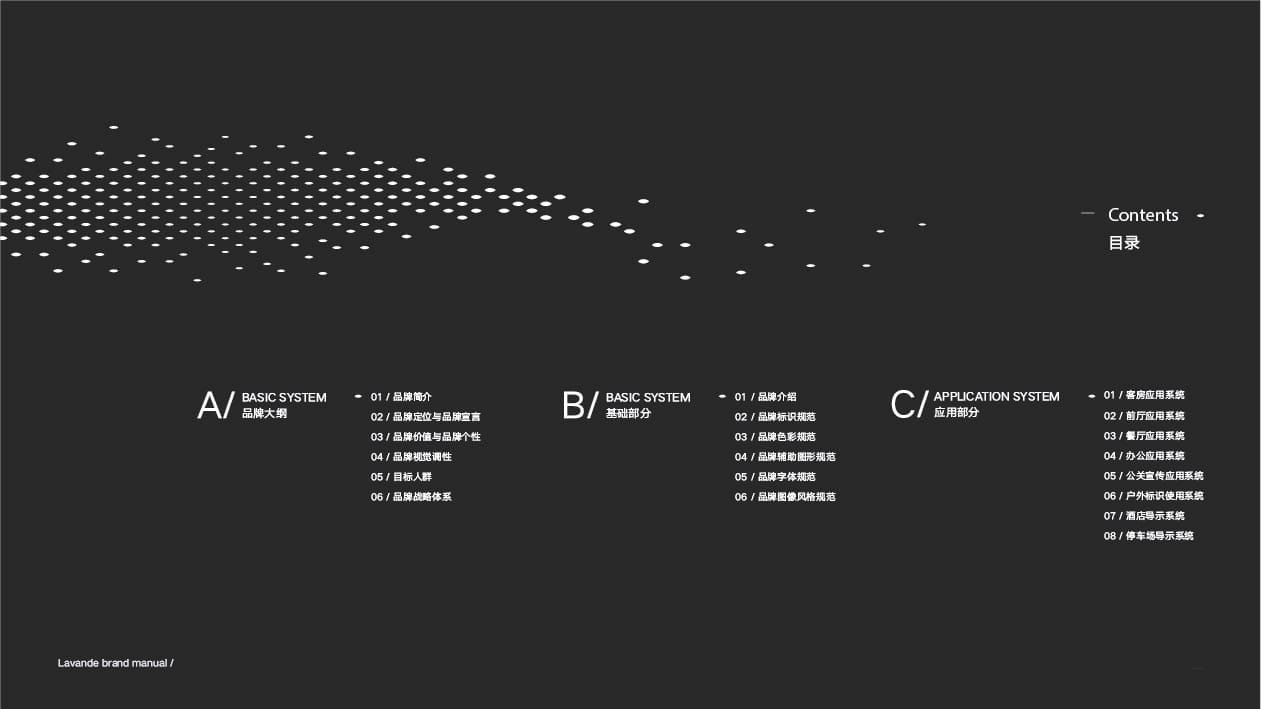 Contents
目录
A/ BASIC SYSTEM
品牌大纲
01 / 品牌简介
02 / 品牌定位与品牌宣言
03 / 品牌价值与品牌个性
04 / 品牌视觉调性
05 / 目标人群
06 / 品牌战略体系
B/ BASIC SYSTEM
基础部分
01 / 品牌介绍
02 / 品牌标识规范
03 / 品牌色彩规范
04 / 品牌辅助图形规范
05 / 品牌字体规范
06 / 品牌图像风格规范
C/ APPLICATION SYSTEM
应用部分
01 / 客房应用系统
02 / 前厅应用系统
03 / 餐厅应用系统
04 / 办公应用系统
05 / 公关宣传应用系统
06 / 户外标识使用系统
07 / 酒店导示系统
08 / 停车场导示系统
Lavande brand manual /